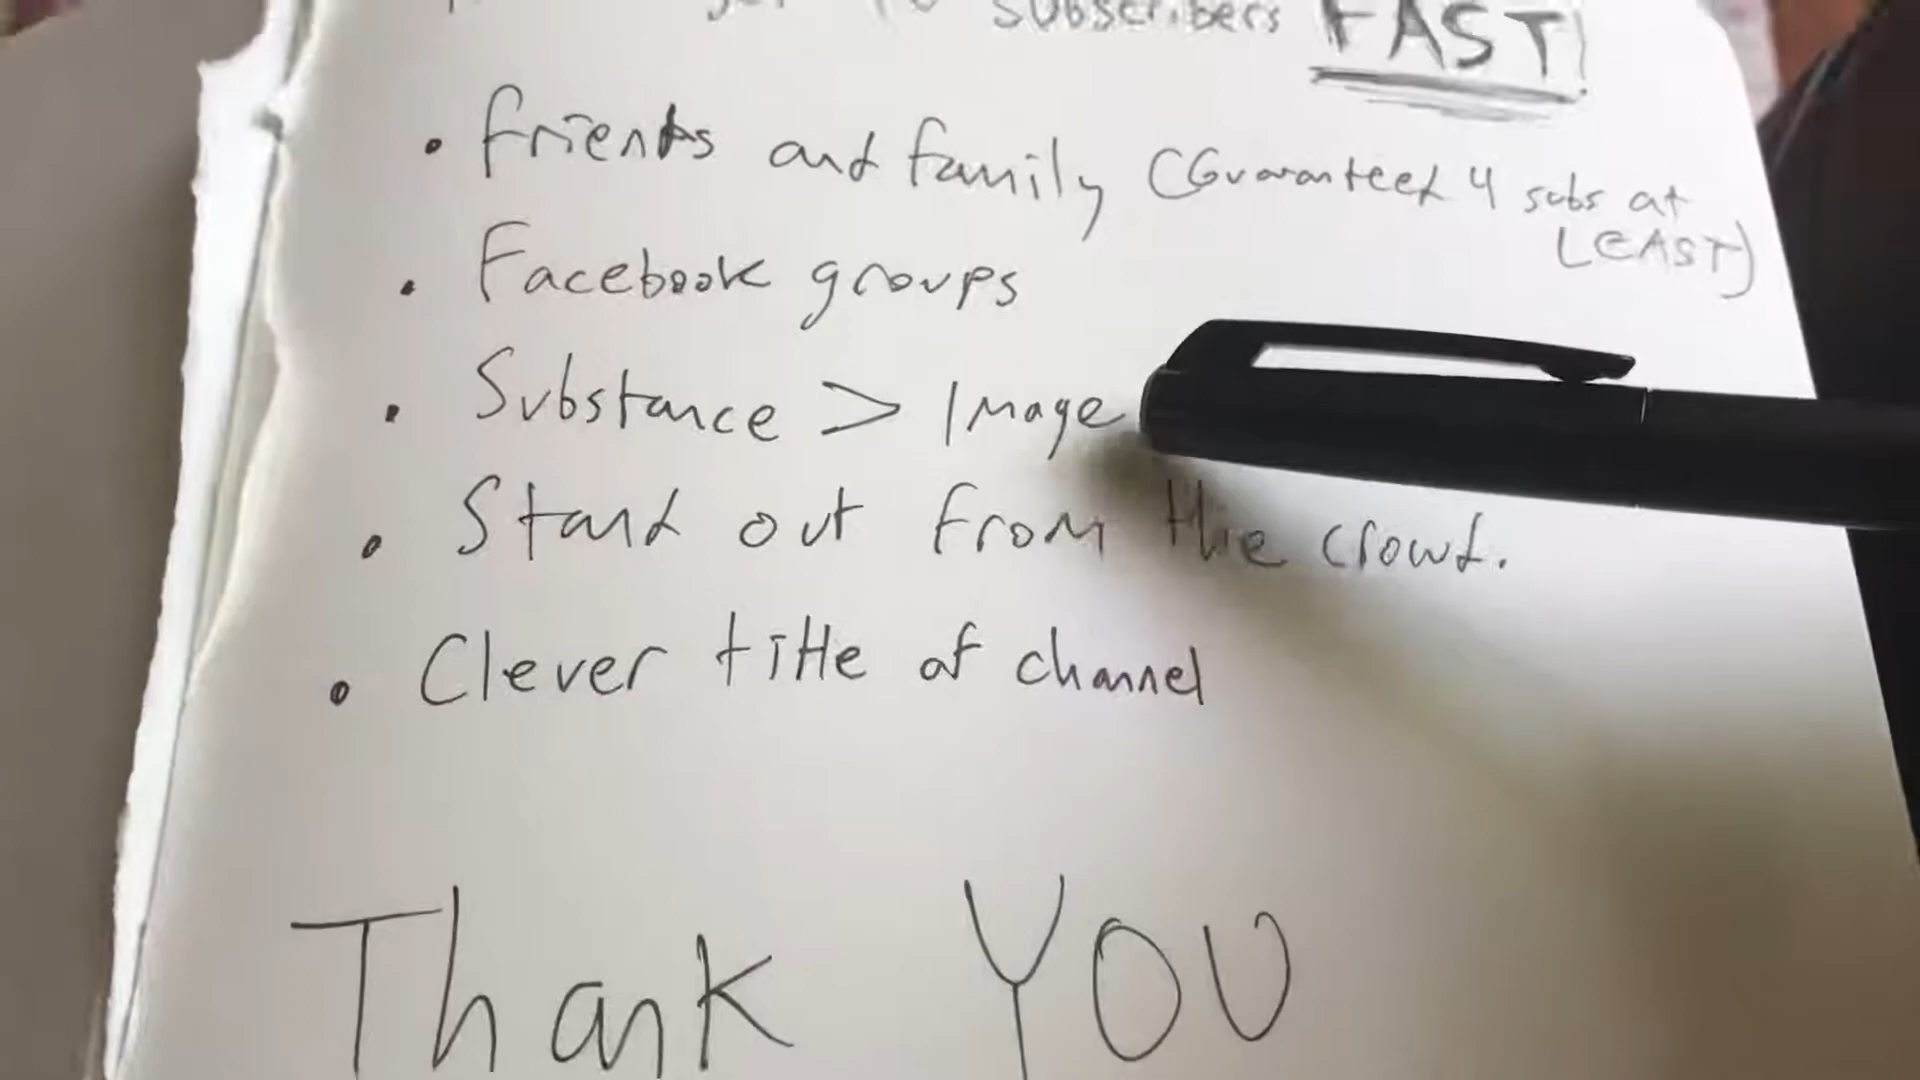 subscribers FAST!
• friends and family (Guaranteed 4 subs at
LEAST)
• Facebook groups
• Substance > Image
• Stand out from the crowd.
• Clever title of channel
Thank YOU